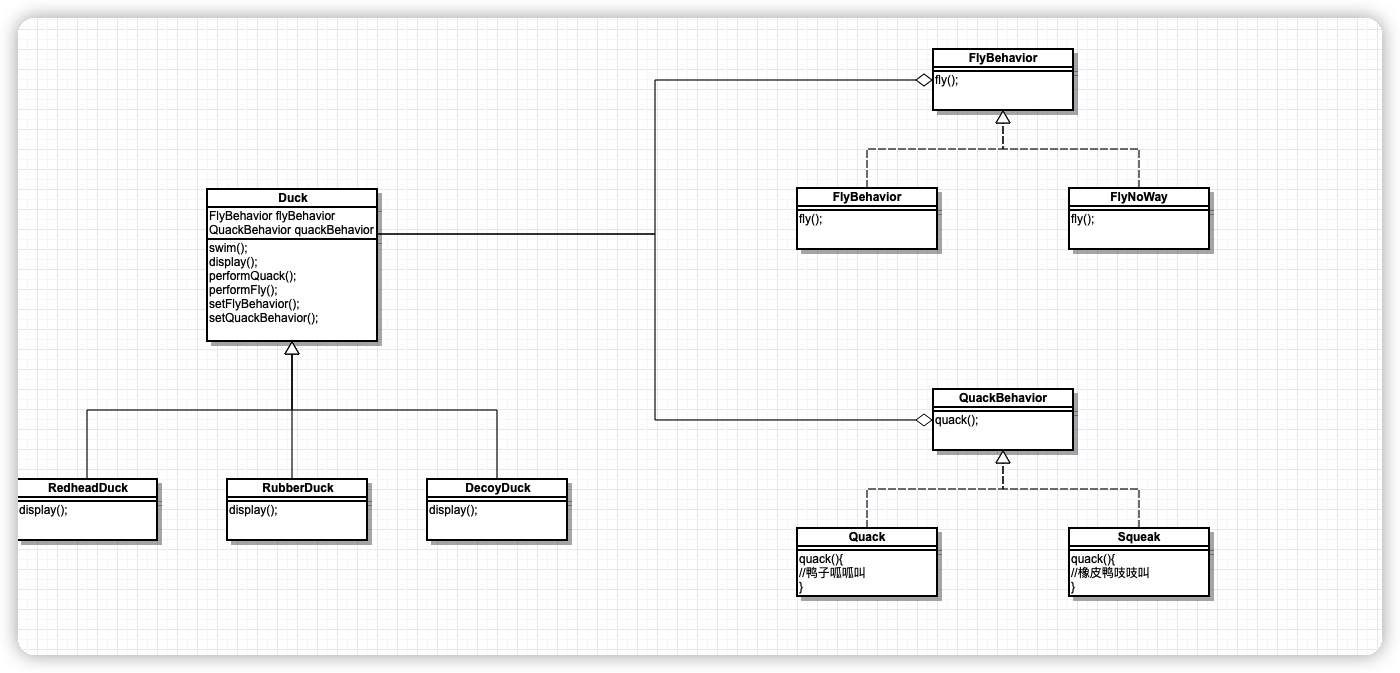 FlyBehavior
fly();
FlyBehavior
fly();
FlyNoWay
fly();
Duck
FlyBehavior flyBehavior
QuackBehavior quackBehavior
swim();
display();
performQuack();
performFly();
setFlyBehavior();
setQuackBehavior();
RedheadDuck
display();
RubberDuck
display();
DecoyDuck
display();
QuackBehavior
quack();
Quack
quack(){
//鸭子呱呱叫
}
Squeak
quack(){
//橡皮鸭吱吱叫
}